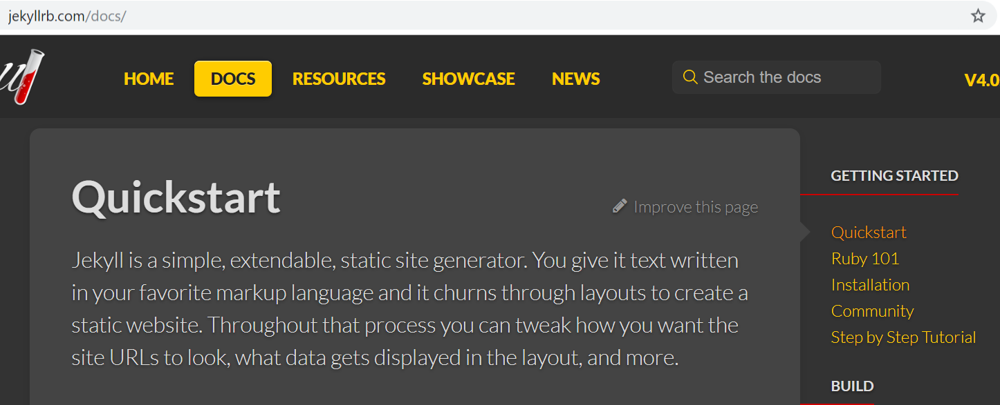 jekyllrb.com/docs/
HOME DOCS RESOURCES SHOWCASE NEWS Search the docs V4.0
Quickstart
Improve this page
Jekyll is a simple, extendable, static site generator. You give it text written
in your favorite markup language and it churns through layouts to create a
static website. Throughout that process you can tweak how you want the
site URLs to look, what data gets displayed in the layout, and more.
GETTING STARTED
Quickstart
Ruby 101
Installation
Community
Step by Step Tutorial
BUILD